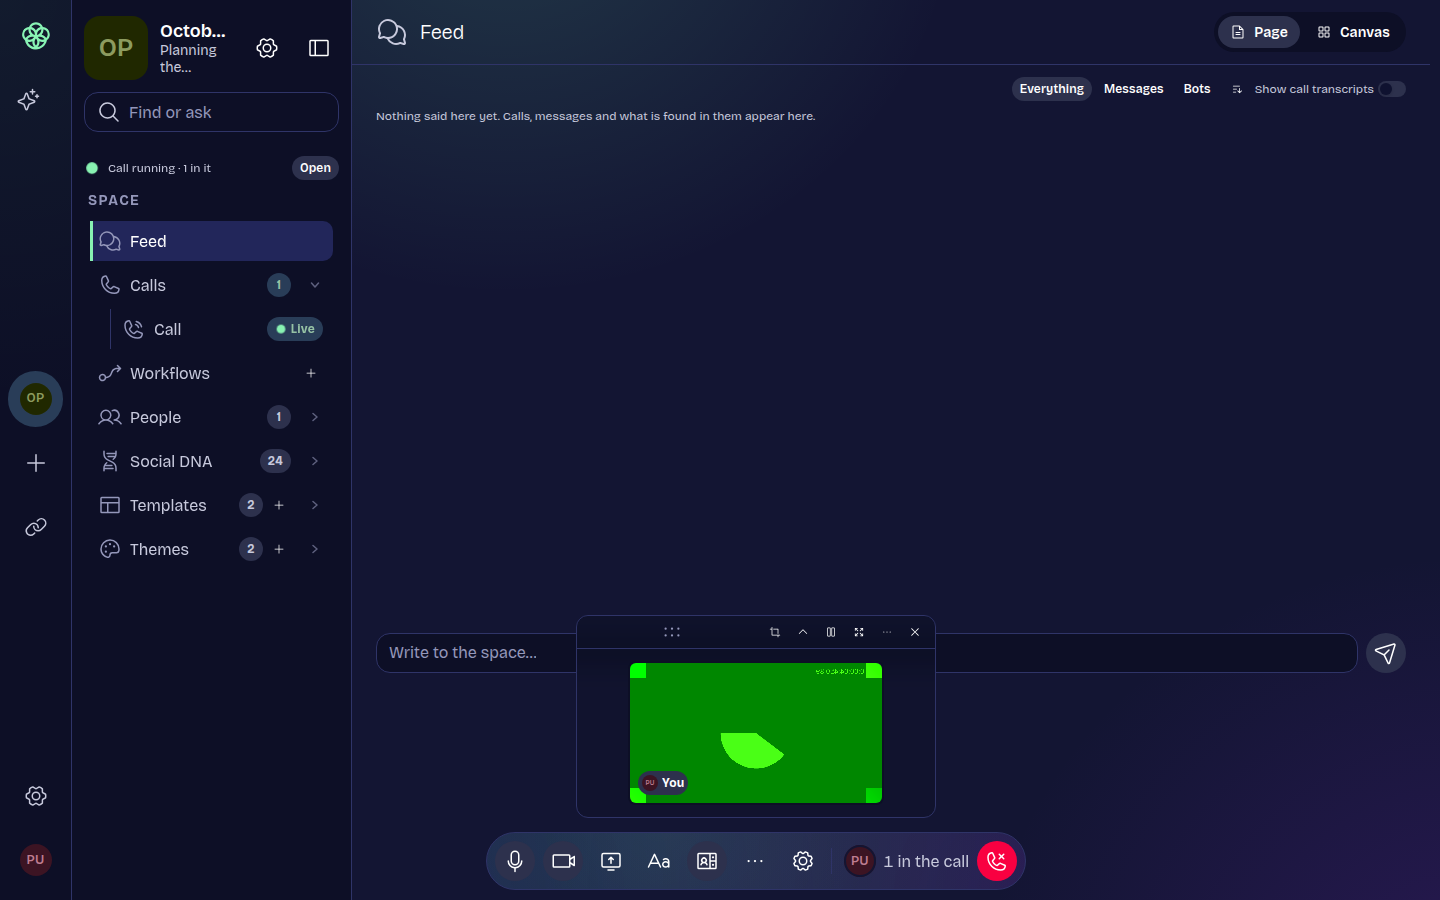 OP
Octob...
Planning the...
Find or ask
Call running · 1 in it
Open
SPACE
Feed
Calls
1
Call
Live
Workflows
People
1
Social DNA
24
Templates
2
Themes
2
OP
PU
Feed
Page
Canvas
Everything
Messages
Bots
Show call transcripts
Nothing said here yet. Calls, messages and what is found in them appear here.
Write to the space...
PU
You
Aa
PU
1 in the call